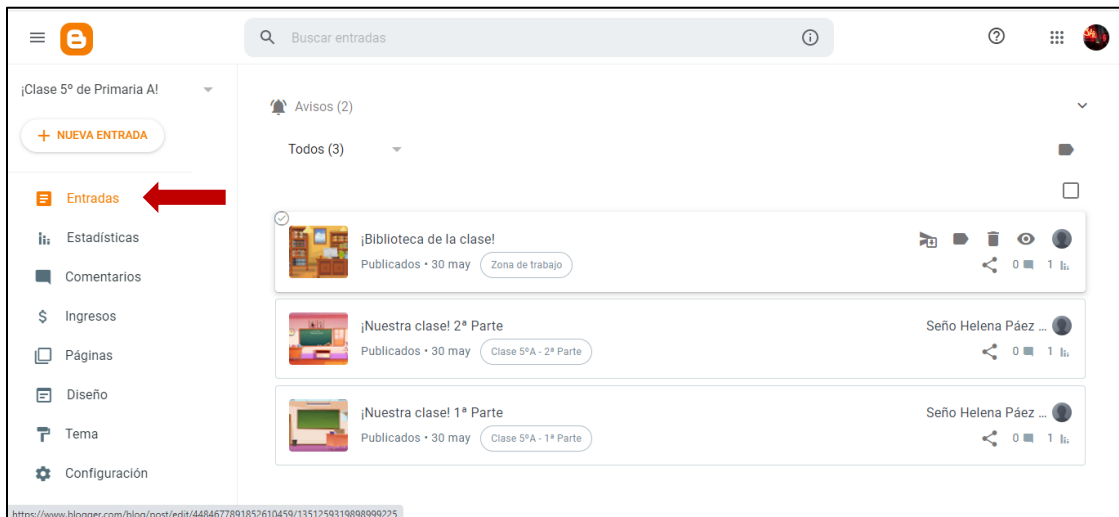 Buscar entradas
¡Clase 5º de Primaria A!
NUEVA ENTRADA
Entradas
Estadísticas
Comentarios
Ingresos
Páginas
Diseño
Tema
Configuración
Avisos (2)
Todos (3)
¡Biblioteca de la clase!
Publicados • 30 may Zona de trabajo
0 1
¡Nuestra clase! 2ª Parte Seño Helena Páez ...
Publicados • 30 may Clase 5ºA - 2ª Parte 0 1
¡Nuestra clase! 1ª Parte Seño Helena Páez ...
Publicados • 30 may Clase 5ºA - 1ª Parte 0 1
https://www.blogger.com/blog/post/edit/4484677891852610459/1351259319898999225